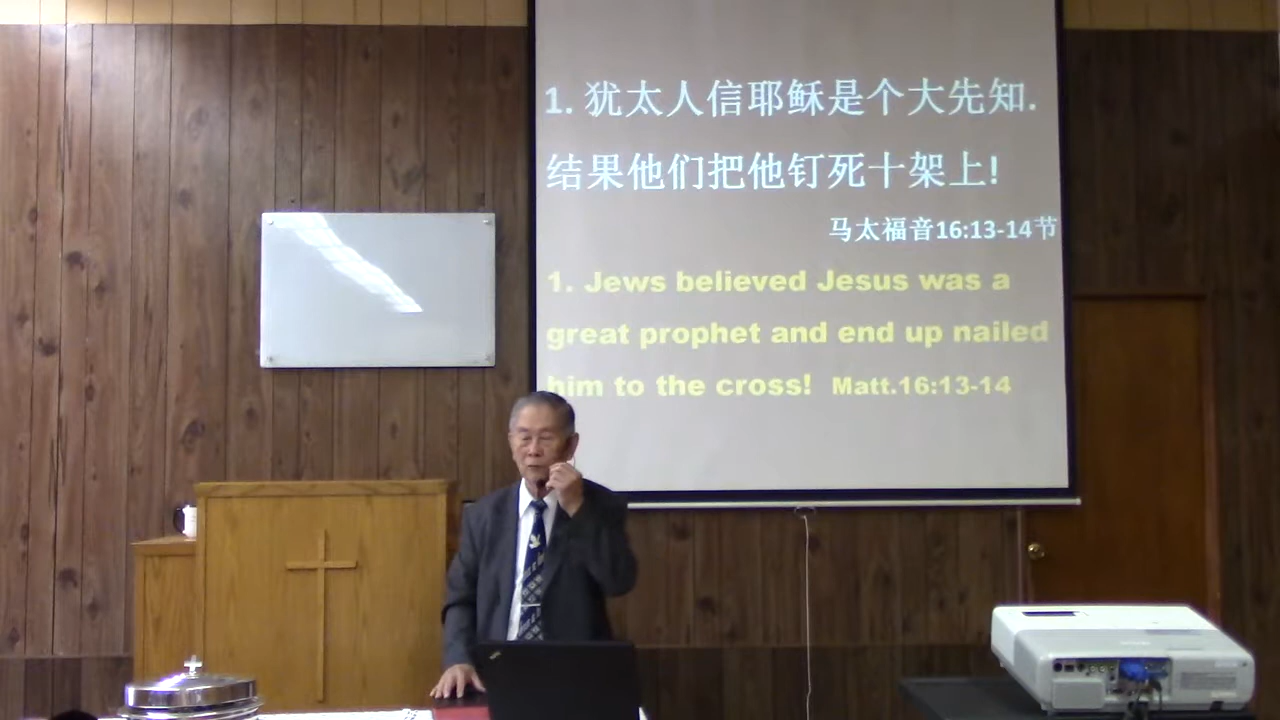 1. 犹太人信耶稣是个大先知.
结果他们把他钉死十架上!
马太福音16:13-14节
1. Jews believed Jesus was a
great prophet and end up nailed
him to the cross! Matt.16:13-14